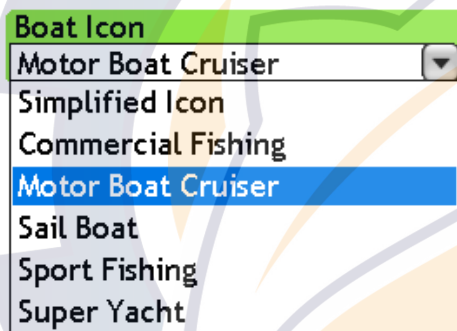 Boat Icon
Motor Boat Cruiser
Simplified Icon
Commercial Fishing
Motor Boat Cruiser
Sail Boat
Sport Fishing
Super Yacht